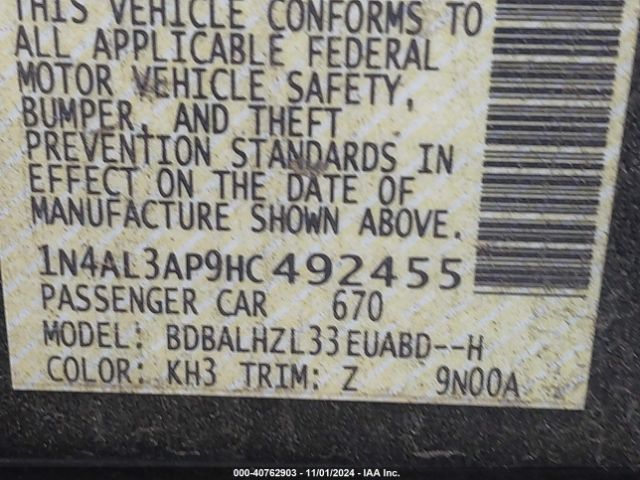 THIS VEHICLE CONFORMS TO
ALL APPLICABLE FEDERAL
MOTOR VEHICLE SAFETY,
BUMPER, AND THEFT
PREVENTION STANDARDS IN
EFFECT ON THE DATE OF
MANUFACTURE SHOWN ABOVE.
1N4AL3AP9HC492455
PASSENGER CAR 670
MODEL: BDBALHZL33EUABD--H
COLOR: KH3 TRIM: Z 9N00A
000-40762903 - 11/01/2024 - IAA Inc.